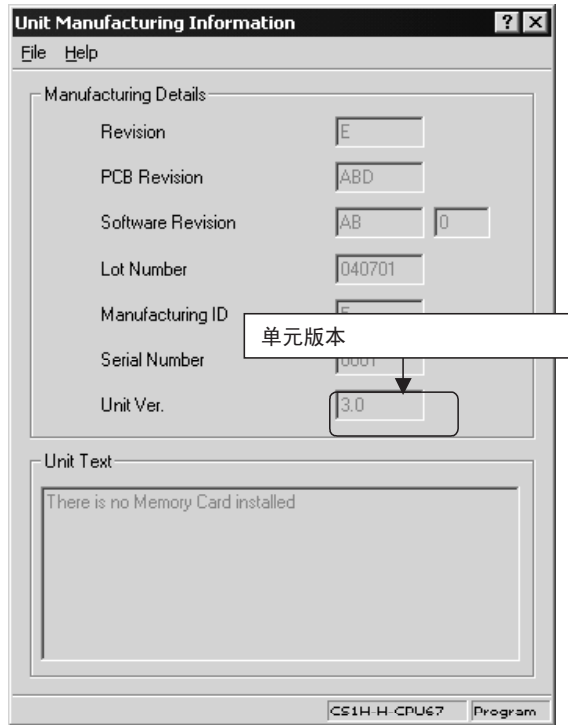 Unit Manufacturing Information
File Help
Manufacturing Details
Revision E
PCB Revision ABD
Software Revision AB 0
Lot Number 040701
Manufacturing ID
单元版本
Serial Number 0001
Unit Ver. 3.0
Unit Text
There is no Memory Card installed
CS1H-H-CPU67 Program